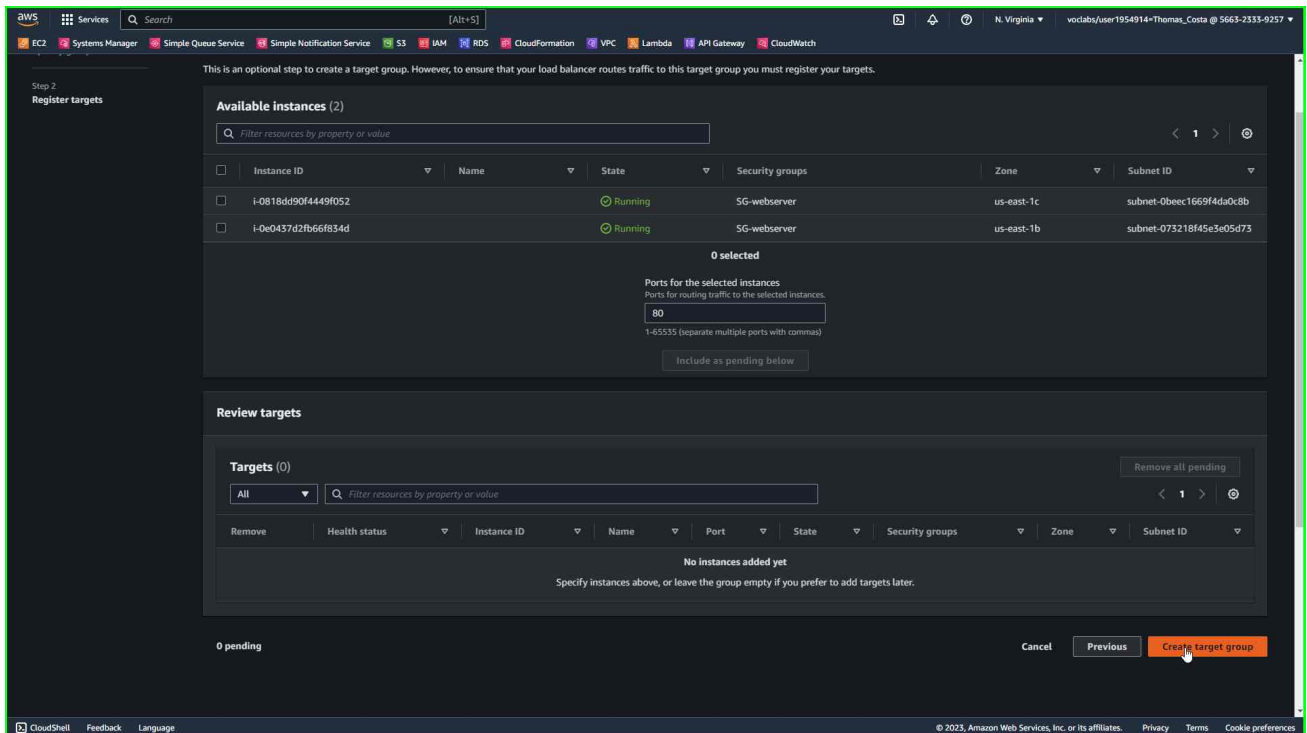 aws Services Search [Alt+S] N. Virginia voclabs/user1954914=Thomas_Costa @ 5663-2333-9257
EC2 Systems Manager Simple Queue Service Simple Notification Service S3 IAM RDS CloudFormation VPC Lambda API Gateway CloudWatch
Step 2
Register targets
This is an optional step to create a target group. However, to ensure that your load balancer routes traffic to this target group you must register your targets.
Available instances (2)
Filter resources by property or value
1
Instance ID Name State Security groups Zone Subnet ID
i-0818dd90f4449f052 Running SG-webserver us-east-1c subnet-0beec1669f4da0c8b
i-0e0437d2fb66f834d Running SG-webserver us-east-1b subnet-073218f45e3e05d73
0 selected
Ports for the selected instances
Ports for routing traffic to the selected instances.
80
1-65535 (separate multiple ports with commas)
Include as pending below
Review targets
Targets (0) Remove all pending
All Filter resources by property or value 1
Remove Health status Instance ID Name Port State Security groups Zone Subnet ID
No instances added yet
Specify instances above, or leave the group empty if you prefer to add targets later.
0 pending Cancel Previous Create target group
CloudShell Feedback Language © 2023, Amazon Web Services, Inc. or its affiliates. Privacy Terms Cookie preferences